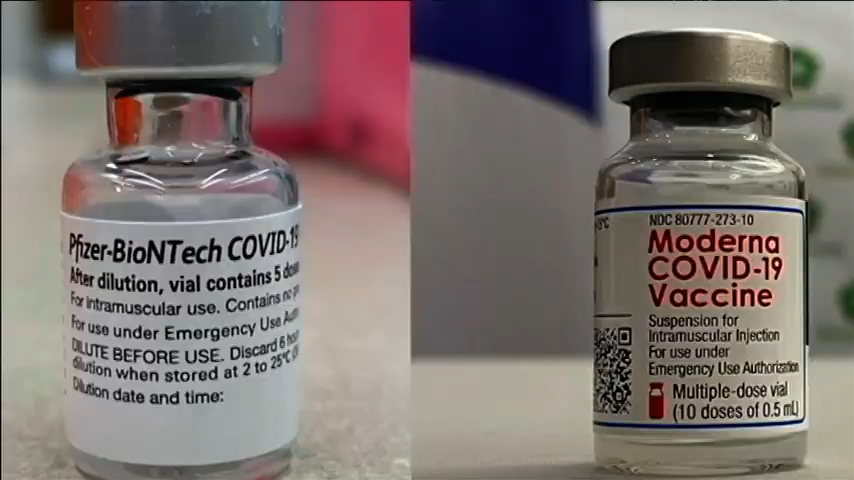 Pfizer-BioNTech COVID-19
After dilution, vial contains 5 dos
For intramuscular use. Contains no
For use under Emergency Use
DILUTE BEFORE USE. Discard 6
dilution when stored at 2 to 25°C
Dilution date and time:
NDC 80777-273-10
Moderna
COVID-19
Vaccine
Suspension for
Intramuscular Injection
For use under
Emergency Use Authorization
Multiple-dose vial
(10 doses of 0.5 mL)